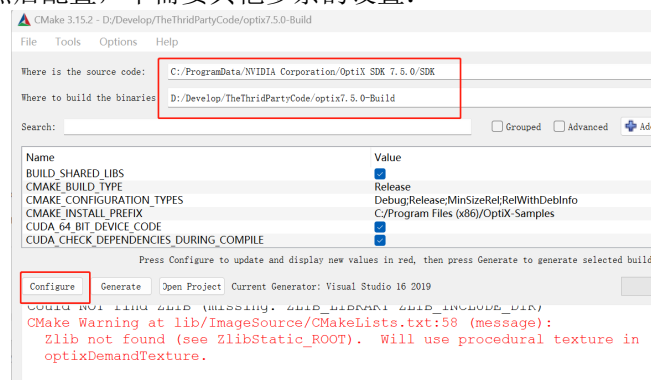 然后配置，不需要其他多余的设置：
CMake 3.15.2 - D:/Develop/TheThridPartyCode/optix7.5.0-Build
File Tools Options Help
Where is the source code: C:/ProgramData/NVIDIA Corporation/OptiX SDK 7.5.0/SDK
Where to build the binaries D:/Develop/TheThridPartyCode/optix7.5.0-Build
Search: Grouped Advanced Ad
Name Value
BUILD_SHARED_LIBS
CMAKE_BUILD_TYPE Release
CMAKE_CONFIGURATION_TYPES Debug;Release;MinSizeRel;RelWithDebInfo
CMAKE_INSTALL_PREFIX C:/Program Files (x86)/OptiX-Samples
CUDA_64_BIT_DEVICE_CODE
CUDA_CHECK_DEPENDENCIES_DURING_COMPILE
Press Configure to update and display new values in red, then press Generate to generate selected build
Configure Generate Open Project Current Generator: Visual Studio 16 2019
Could NOT find ZLIB (missing: ZLIB_LIBRARY ZLIB_INCLUDE_DIR)
CMake Warning at lib/ImageSource/CMakeLists.txt:58 (message):
Zlib not found (see ZlibStatic_ROOT). Will use procedural texture in
optixDemandTexture.